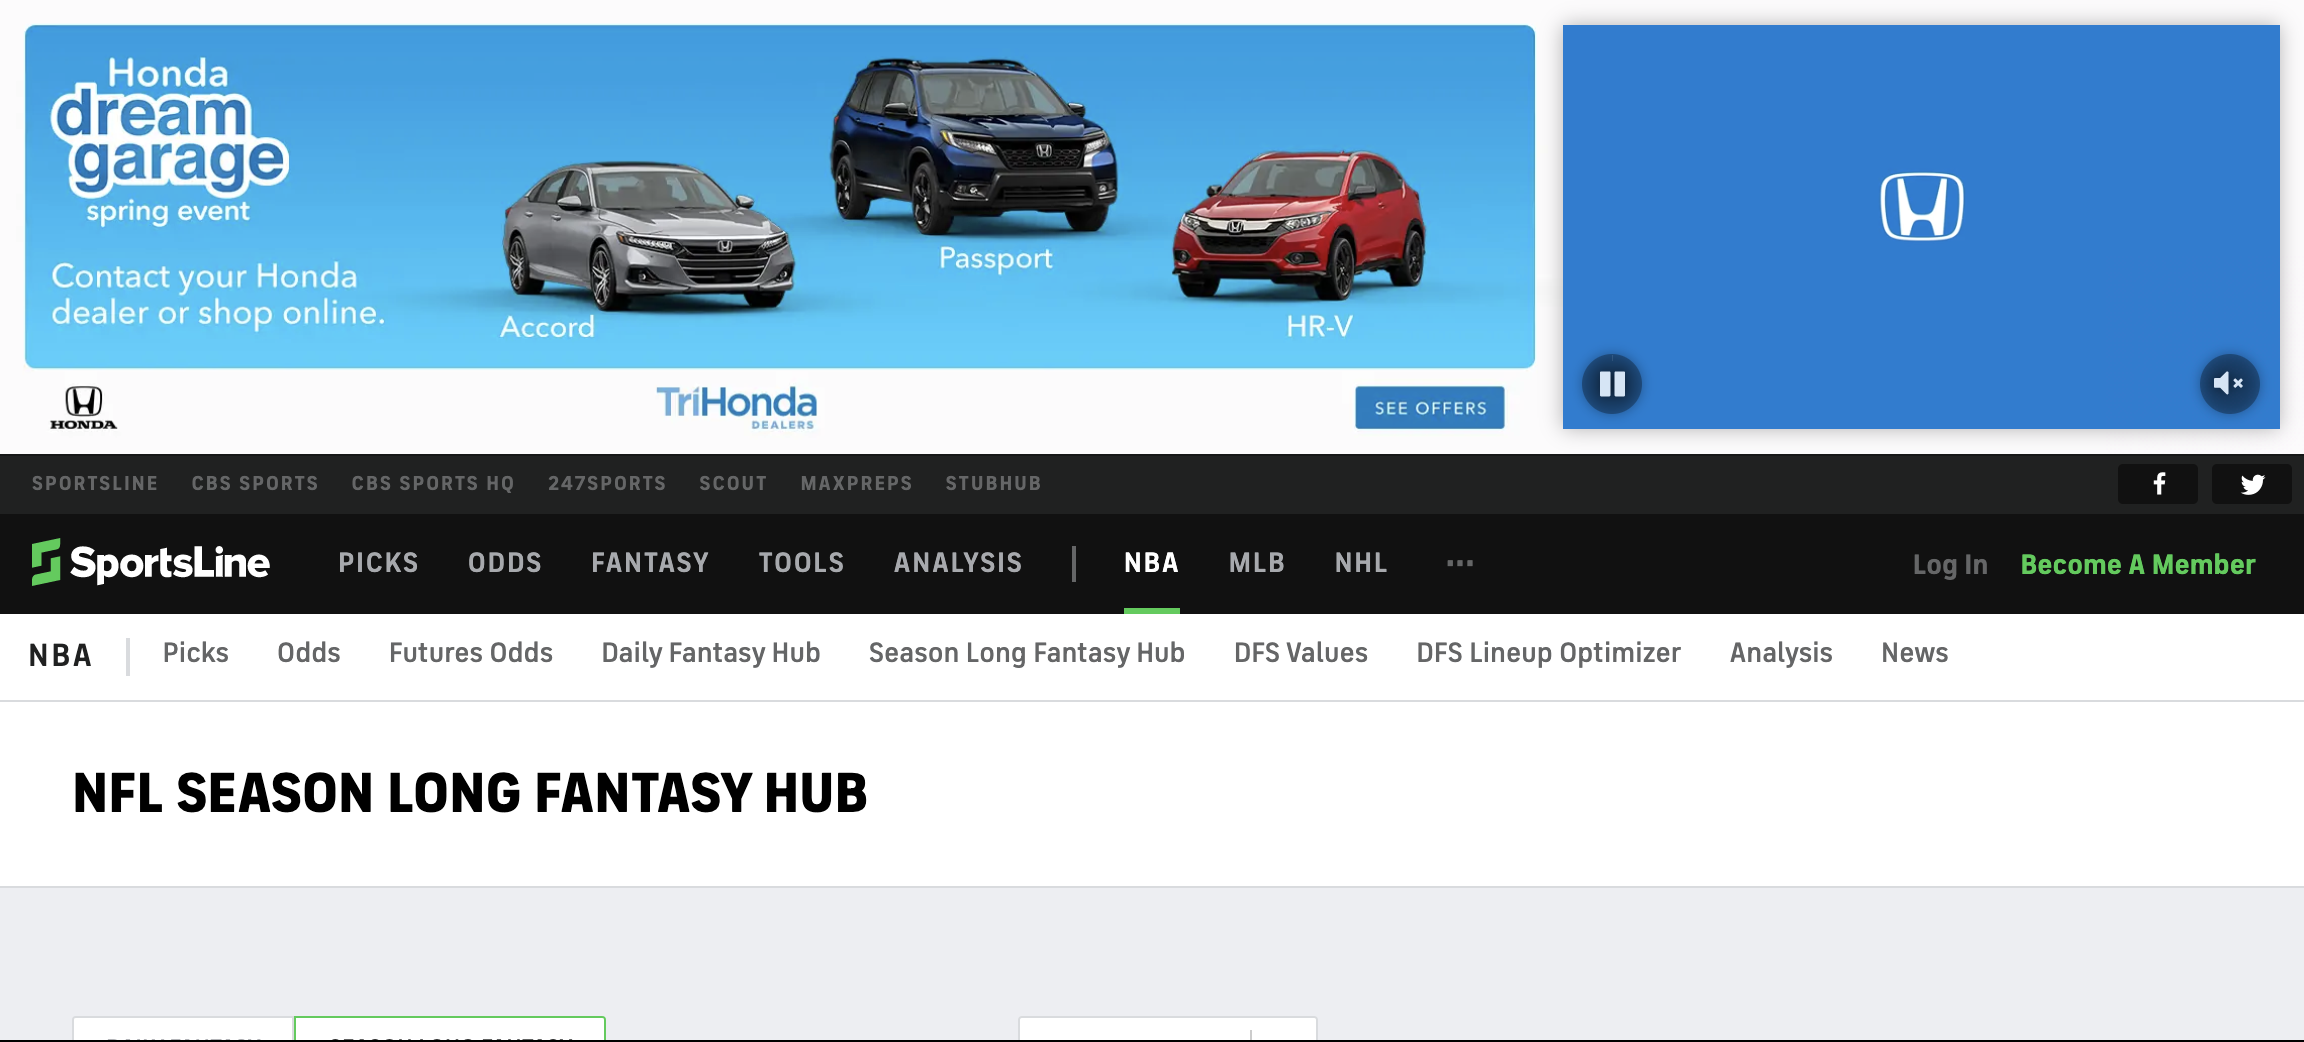 Honda
dream
garage
spring event
Contact your Honda
dealer or shop online.
Accord
Passport
HR-V
HONDA
TriHonda
DEALERS
SEE OFFERS
SPORTSLINE CBS SPORTS CBS SPORTS HQ 247SPORTS SCOUT MAXPREPS STUBHUB
SportsLine PICKS ODDS FANTASY TOOLS ANALYSIS NBA MLB NHL ... Log In Become A Member
NBA Picks Odds Futures Odds Daily Fantasy Hub Season Long Fantasy Hub DFS Values DFS Lineup Optimizer Analysis News
NFL SEASON LONG FANTASY HUB